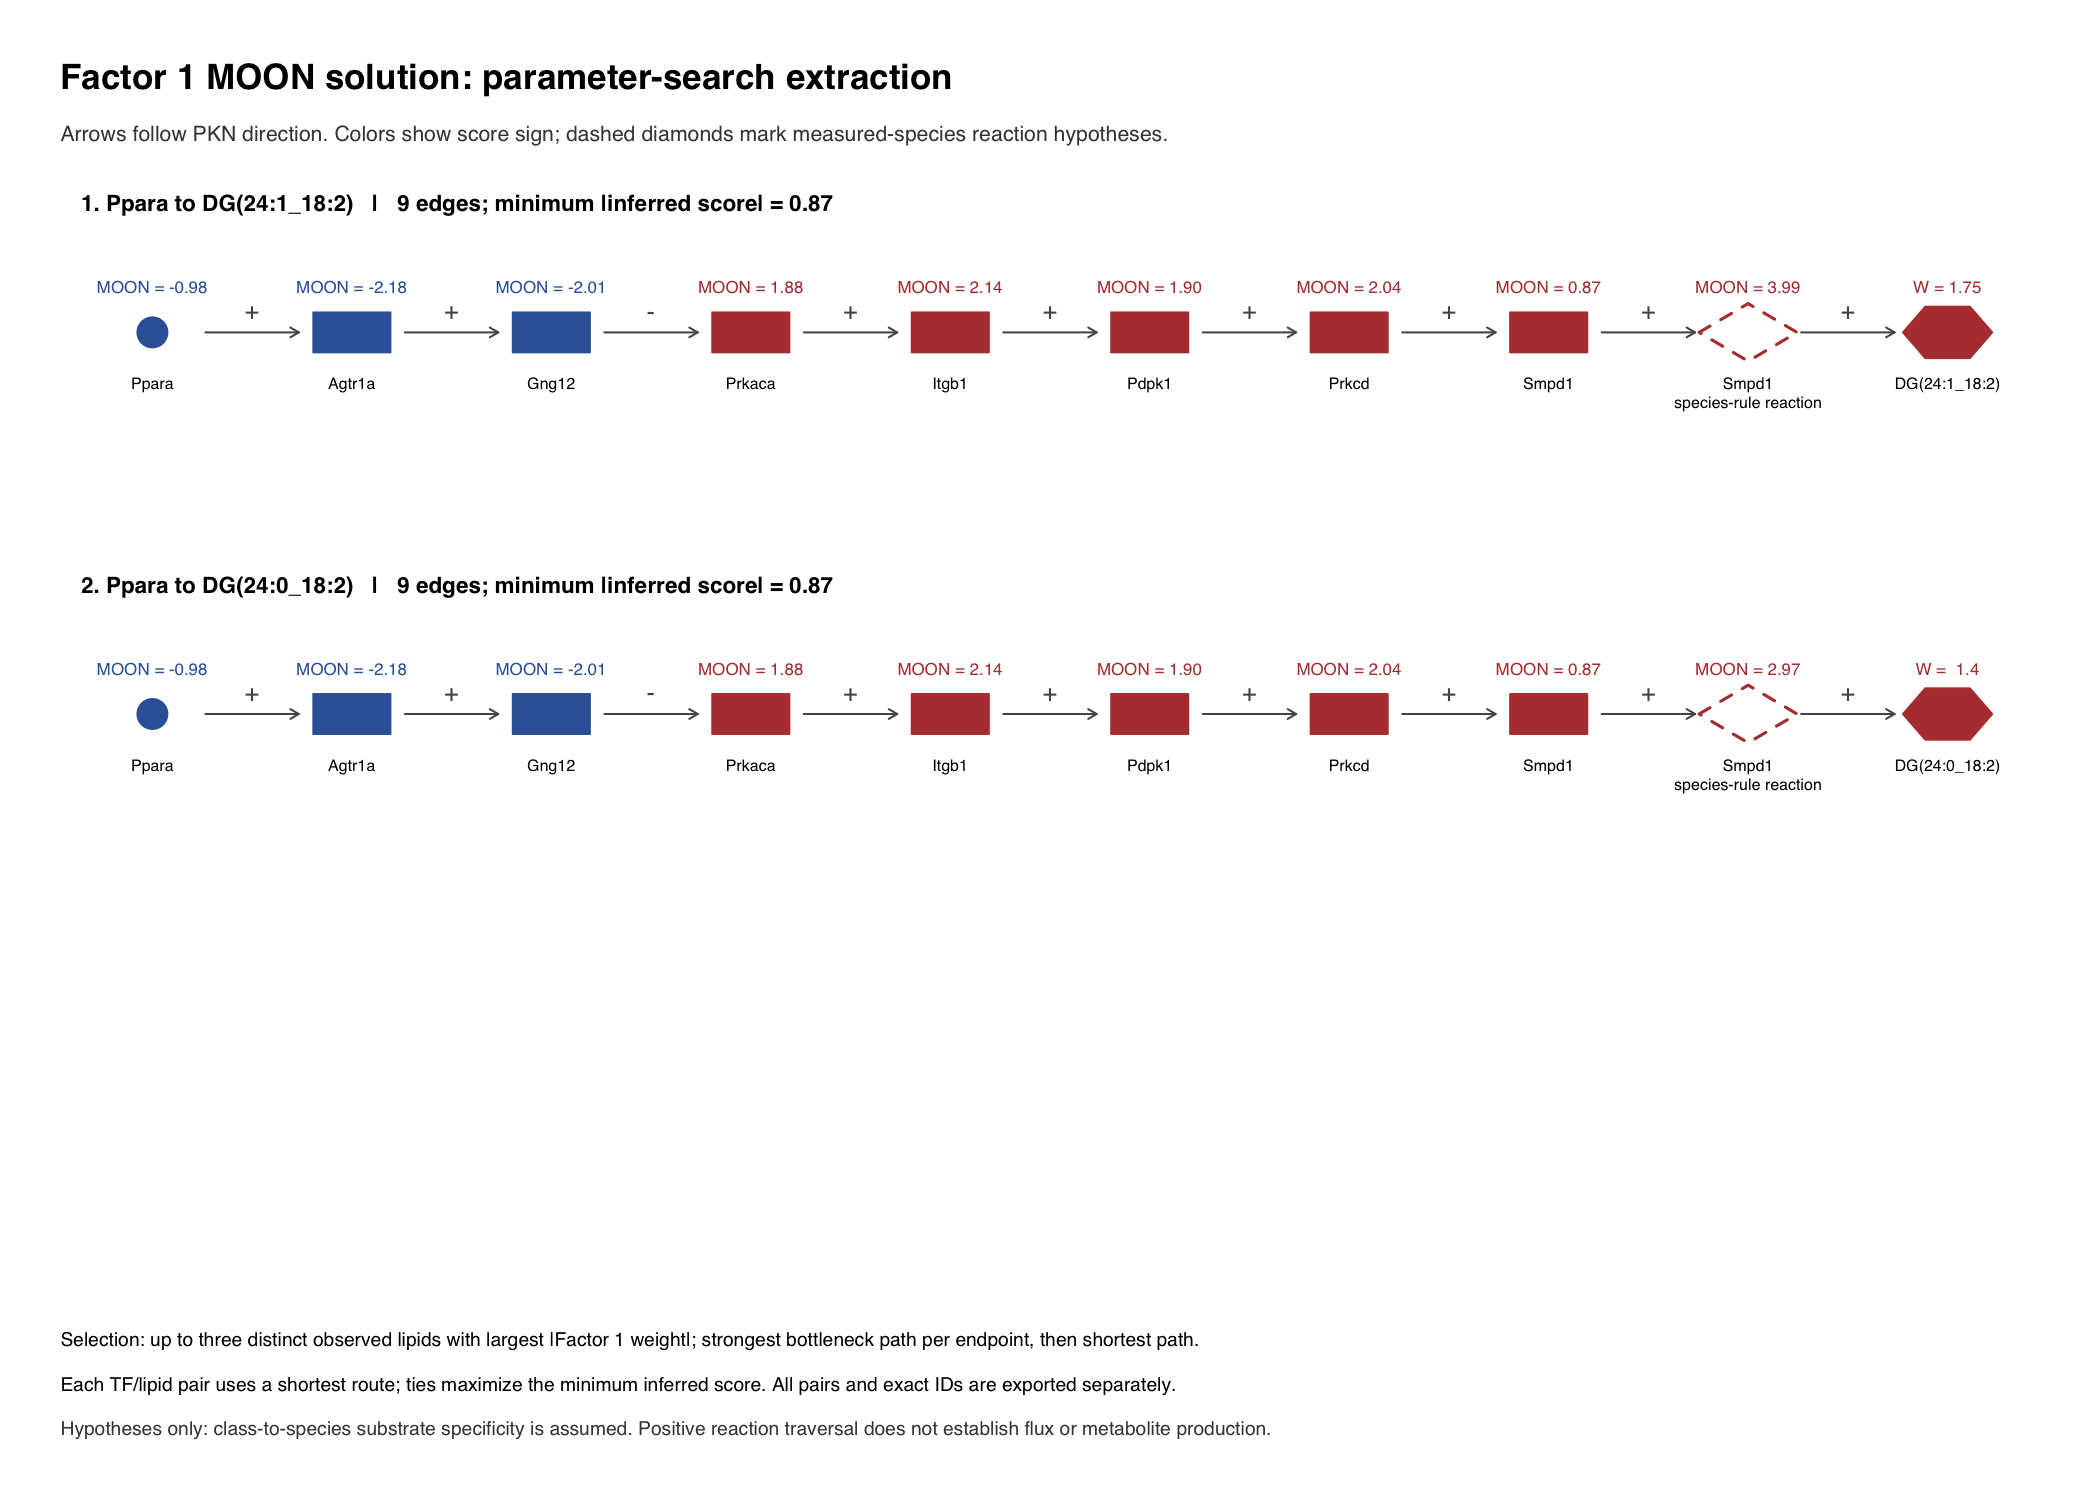 Factor 1 MOON solution: parameter-search extraction
Arrows follow PKN direction. Colors show score sign; dashed diamonds mark measured-species reaction hypotheses.
1. Ppara to DG(24:1_18:2) | 9 edges; minimum |inferred score| = 0.87
MOON = -0.98 MOON = -2.18 MOON = -2.01 MOON = 1.88 MOON = 2.14 MOON = 1.90 MOON = 2.04 MOON = 0.87 MOON = 3.99 W = 1.75
+ + - + + + + + +
Ppara Agtr1a Gng12 Prkaca Itgb1 Pdpk1 Prkcd Smpd1 Smpd1 DG(24:1_18:2)
species-rule reaction
2. Ppara to DG(24:0_18:2) | 9 edges; minimum |inferred score| = 0.87
MOON = -0.98 MOON = -2.18 MOON = -2.01 MOON = 1.88 MOON = 2.14 MOON = 1.90 MOON = 2.04 MOON = 0.87 MOON = 2.97 W = 1.4
+ + - + + + + + +
Ppara Agtr1a Gng12 Prkaca Itgb1 Pdpk1 Prkcd Smpd1 Smpd1 DG(24:0_18:2)
species-rule reaction
Selection: up to three distinct observed lipids with largest |Factor 1 weight|; strongest bottleneck path per endpoint, then shortest path.
Each TF/lipid pair uses a shortest route; ties maximize the minimum inferred score. All pairs and exact IDs are exported separately.
Hypotheses only: class-to-species substrate specificity is assumed. Positive reaction traversal does not establish flux or metabolite production.